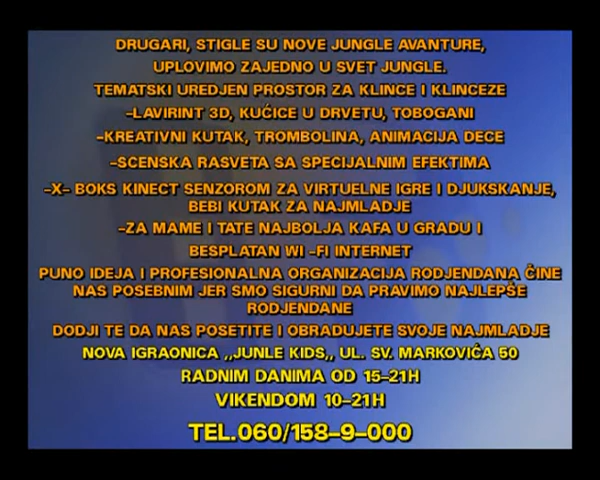 DRUGARI, STIGLE SU NOVE JUNGLE AVANTURE,
UPLOVIMO ZAJEDNO U SVET JUNGLE.
TEMATSKI UREDJEN PROSTOR ZA KLINCE I KLINCEZE
-LAVIRINT 3D, KUĆICE U DRVETU, TOBOGANI
-KREATIVNI KUTAK, TROMBOLINA, ANIMACIJA DECE
-SCENSKA RASVETA SA SPECIJALNIM EFEKTIMA
-X- BOKS KINECT SENZOROM ZA VIRTUELNE IGRE I DJUKSKANJE,
BEBI KUTAK ZA NAJMLADJE
-ZA MAME I TATE NAJBOLJA KAFA U GRADU I
BESPLATAN WI -FI INTERNET
PUNO IDEJA I PROFESIONALNA ORGANIZACIJA RODJENDANA ČINE
NAS POSEBNIM JER SMO SIGURNI DA PRAVIMO NAJLEPŠE
RODJENDANE
DODJI TE DA NAS POSETITE I OBRADUJETE SVOJE NAJMLADJE
NOVA IGRAONICA ,,JUNLE KIDS,, UL. SV. MARKOVIĆA 50
RADNIM DANIMA OD 15-21H
VIKENDOM 10-21H
TEL.060/158-9-000